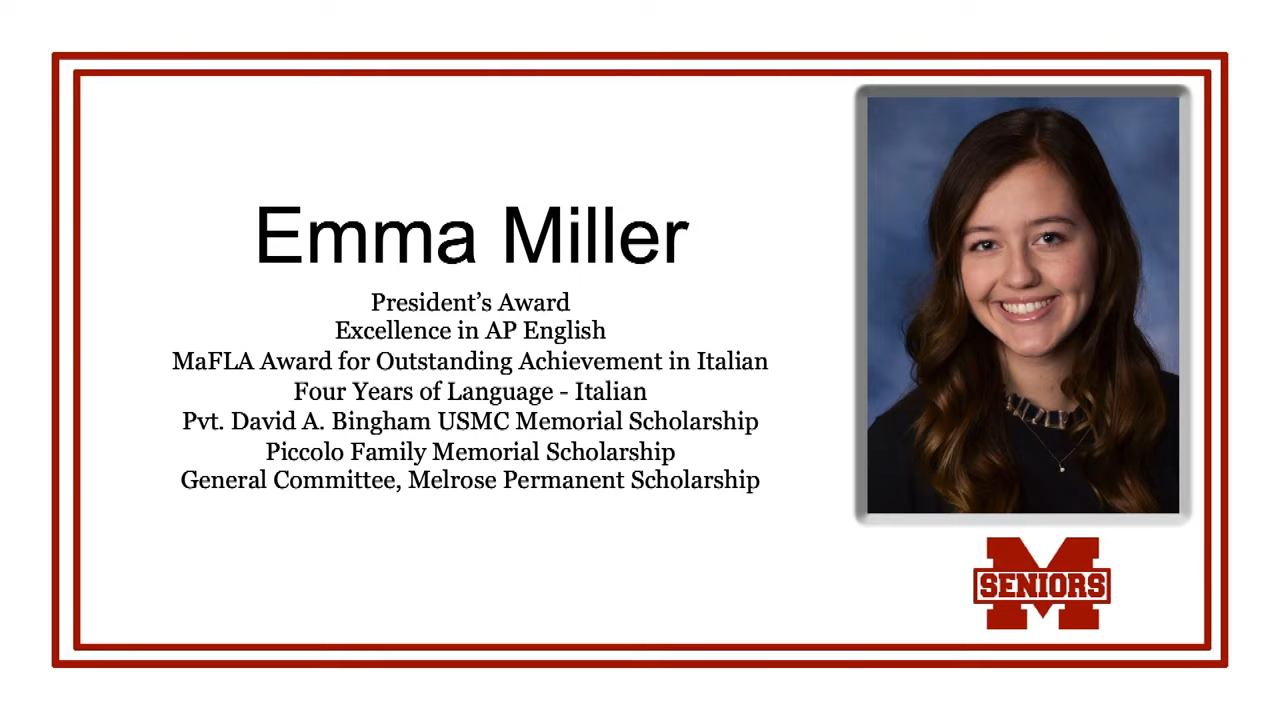 Emma Miller
President’s Award
Excellence in AP English
MaFLA Award for Outstanding Achievement in Italian
Four Years of Language - Italian
Pvt. David A. Bingham USMC Memorial Scholarship
Piccolo Family Memorial Scholarship
General Committee, Melrose Permanent Scholarship
M
SENIORS